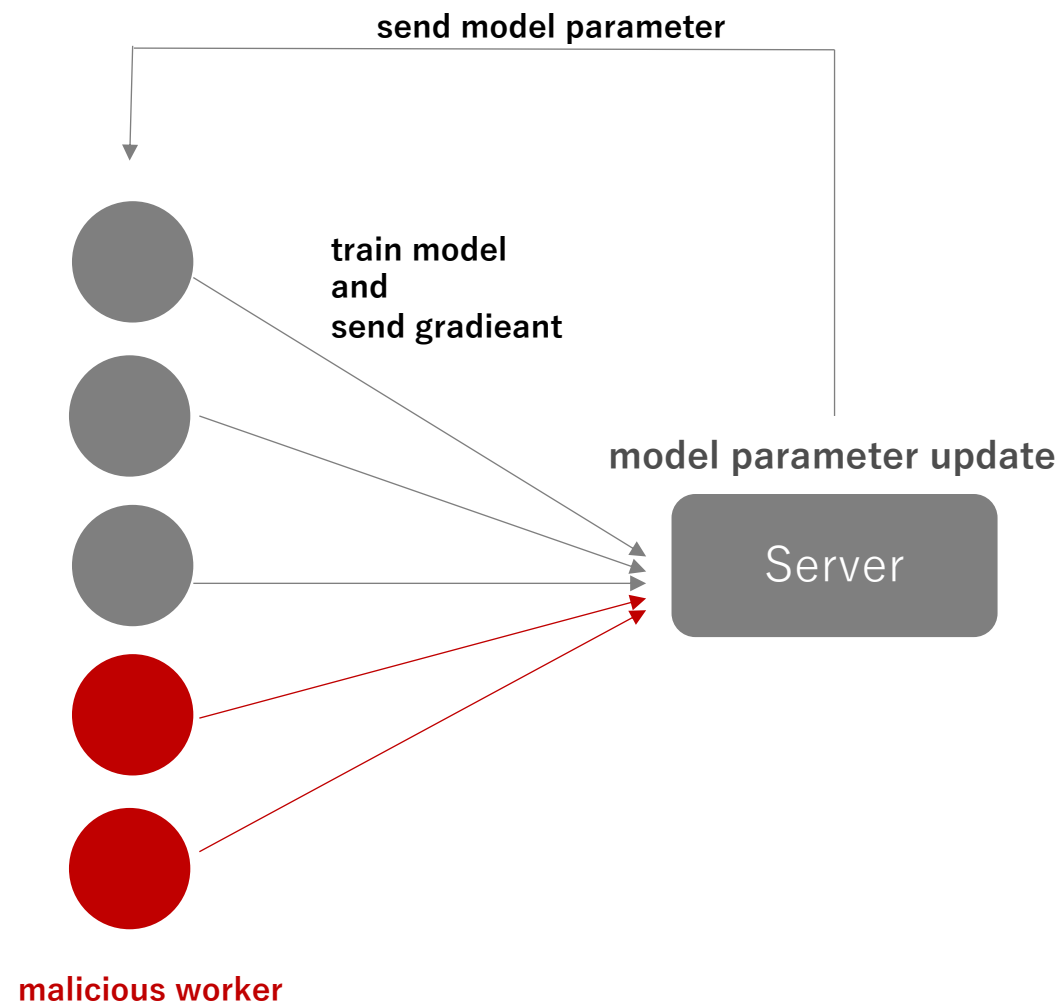 send model parameter
train model
and
send gradieant
model parameter update
Server
malicious worker